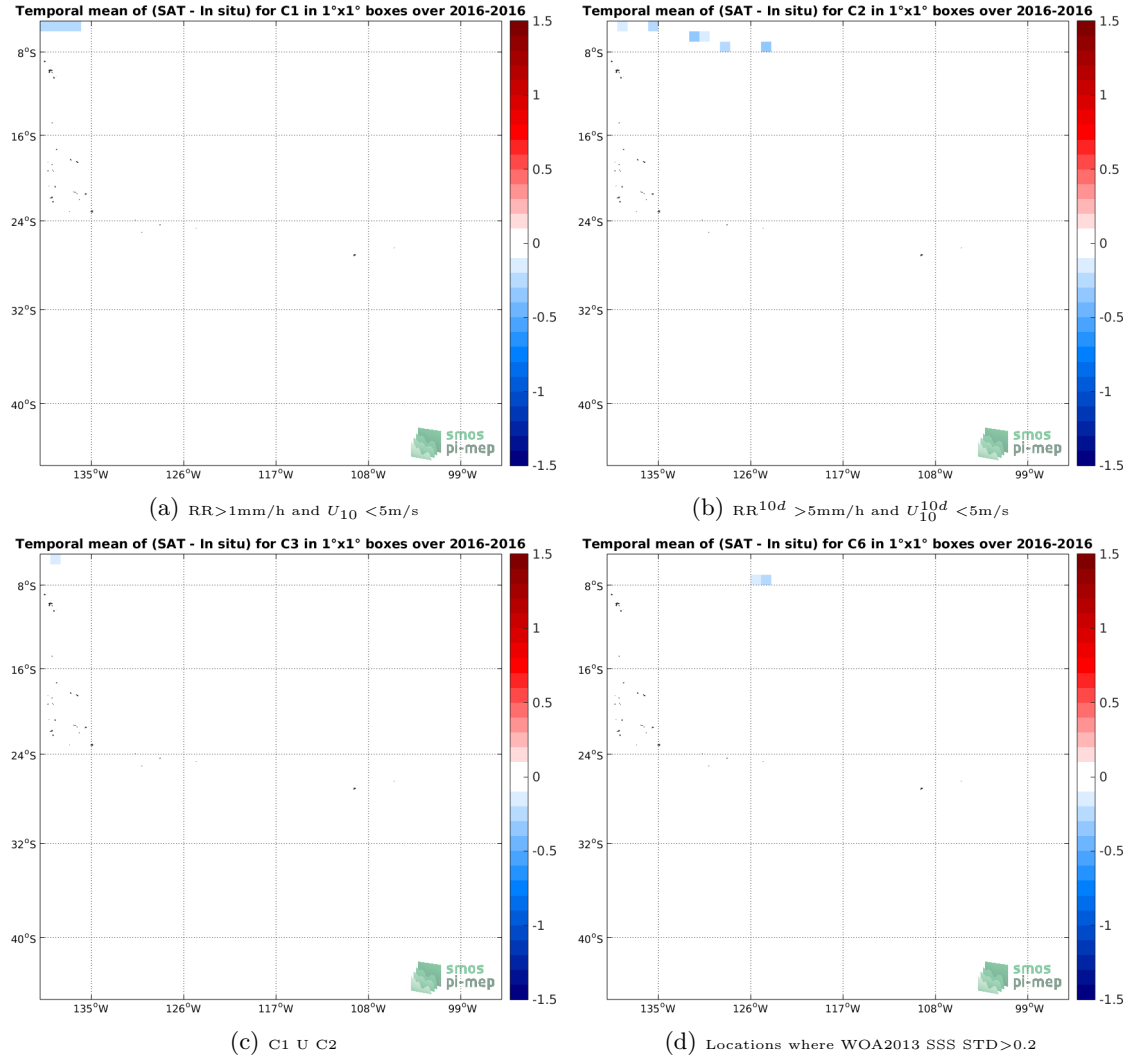 Temporal mean of (SAT - In situ) for C1 in 1°x1° boxes over 2016-2016
8°S
16°S
24°S
32°S
40°S
135°W
126°W
117°W
108°W
99°W
1.5
1
0.5
0
-0.5
-1
-1.5
smos
pi-mep
(a) RR>1mm/h and U10 <5m/s
Temporal mean of (SAT - In situ) for C2 in 1°x1° boxes over 2016-2016
8°S
16°S
24°S
32°S
40°S
135°W
126°W
117°W
108°W
99°W
1.5
1
0.5
0
-0.5
-1
-1.5
smos
pi-mep
(b) RR10d >5mm/h and U10d10 <5m/s
Temporal mean of (SAT - In situ) for C3 in 1°x1° boxes over 2016-2016
8°S
16°S
24°S
32°S
40°S
135°W
126°W
117°W
108°W
99°W
1.5
1
0.5
0
-0.5
-1
-1.5
smos
pi-mep
(c) C1 U C2
Temporal mean of (SAT - In situ) for C6 in 1°x1° boxes over 2016-2016
8°S
16°S
24°S
32°S
40°S
135°W
126°W
117°W
108°W
99°W
1.5
1
0.5
0
-0.5
-1
-1.5
smos
pi-mep
(d) Locations where WOA2013 SSS STD>0.2